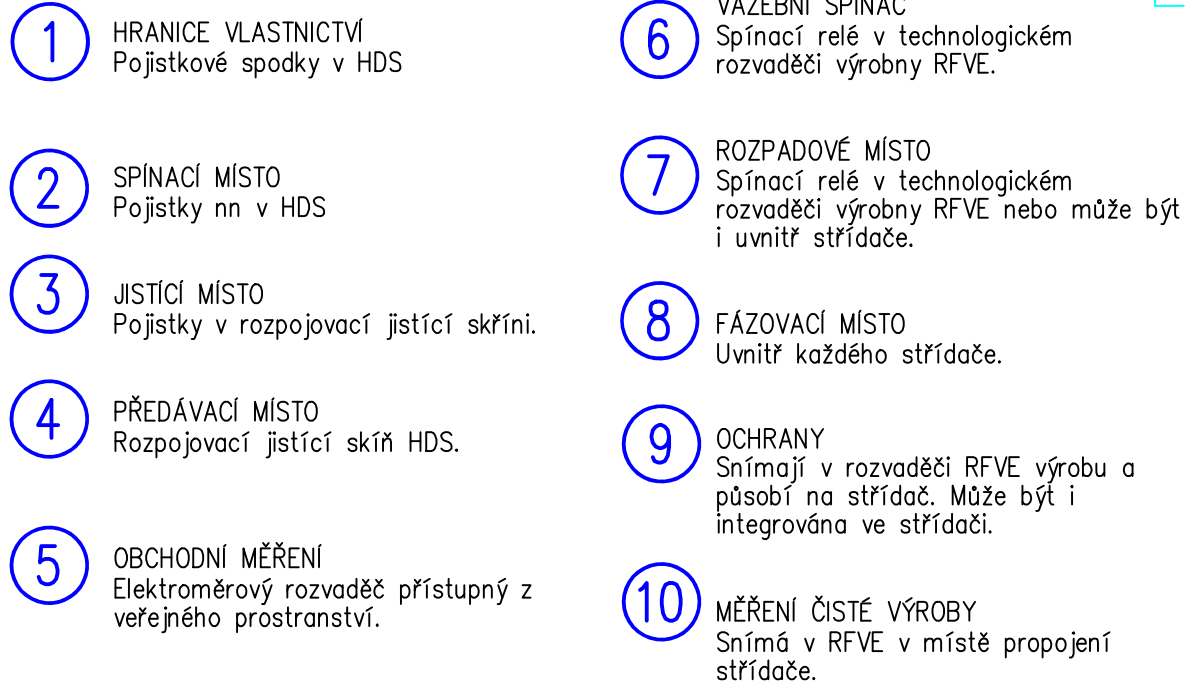 1
HRANICE VLASTNICTVÍ
Pojistkové spodky v HDS
2
SPÍNACÍ MÍSTO
Pojistky nn v HDS
3
JISTÍCÍ MÍSTO
Pojistky v rozpojovací jistící skříni.
4
PŘEDÁVACÍ MÍSTO
Rozpojovací jistící skíň HDS.
5
OBCHODNÍ MĚŘENÍ
Elektroměrový rozvaděč přístupný z
veřejného prostranství.
6
VAZEBNÍ SPÍNAČ
Spínací relé v technologickém
rozvaděči výrobny RFVE.
7
ROZPADOVÉ MÍSTO
Spínací relé v technologickém
rozvaděči výrobny RFVE nebo může být
i uvnitř střídače.
8
FÁZOVACÍ MÍSTO
Uvnitř každého střídače.
9
OCHRANY
Snímají v rozvaděči RFVE výrobu a
působí na střídač. Může být i
integrována ve střídači.
10
MĚŘENÍ ČISTÉ VÝROBY
Snímá v RFVE v místě propojení
střídače.